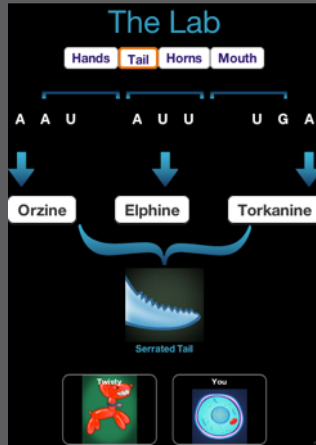 The Lab
Hands Tail Horns Mouth
A A U A U U U G A
Orzine Elphine Torkanine
Serrated Tail
Twisty You